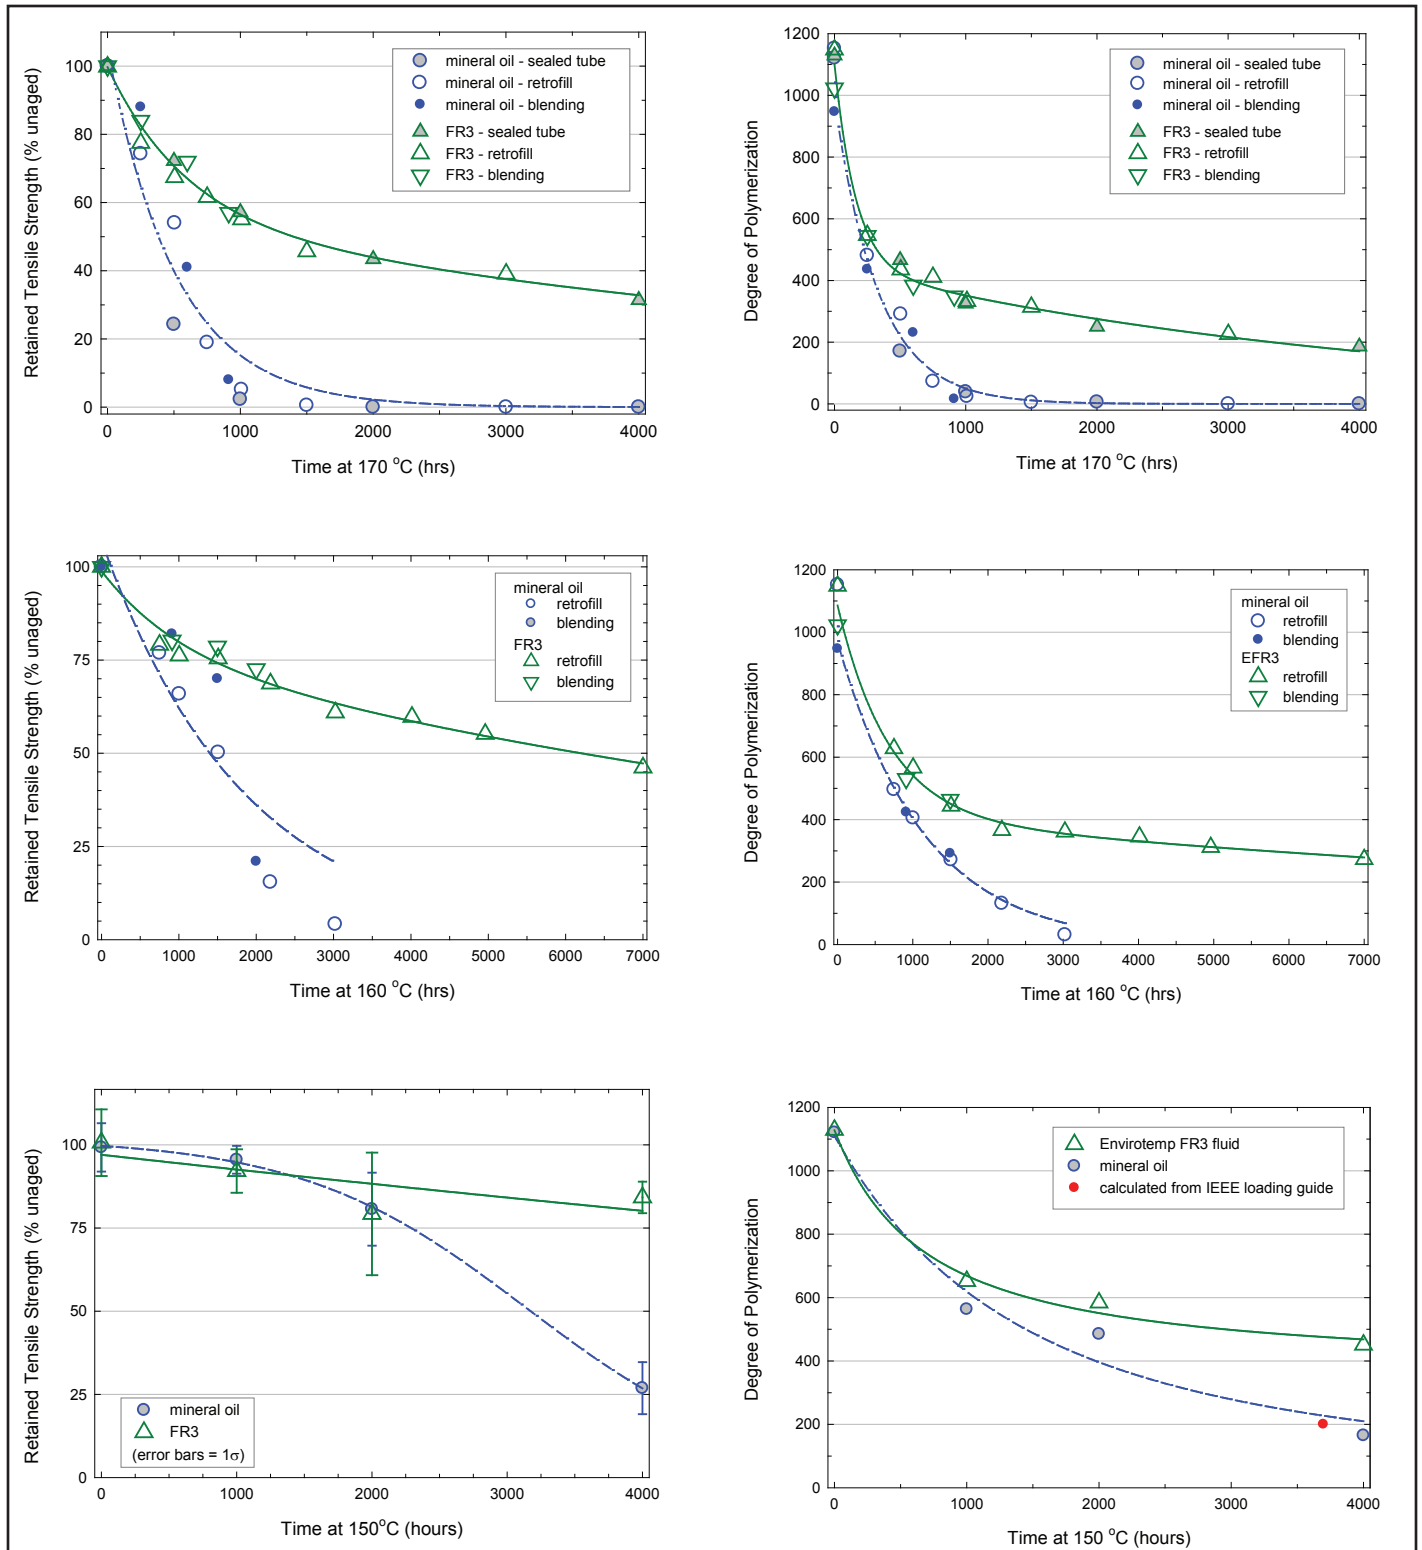 100
80
60
40
20
0
Retained Tensile Strength (% unaged)
mineral oil - sealed tube
mineral oil - retrofill
mineral oil - blending
FR3 - sealed tube
FR3 - retrofill
FR3 - blending
0 1000 2000 3000 4000
Time at 170 °C (hrs)
1200
1000
800
600
400
200
0
Degree of Polymerization
mineral oil - sealed tube
mineral oil - retrofill
mineral oil - blending
FR3 - sealed tube
FR3 - retrofill
FR3 - blending
0 1000 2000 3000 4000
Time at 170 °C (hrs)
100
75
50
25
0
Retained Tensile Strength (% unaged)
mineral oil
retrofill
blending
FR3
retrofill
blending
0 1000 2000 3000 4000 5000 6000 7000
Time at 160 °C (hrs)
1200
1000
800
600
400
200
0
Degree of Polymerization
mineral oil
retrofill
blending
EFR3
retrofill
blending
0 1000 2000 3000 4000 5000 6000 7000
Time at 160 °C (hrs)
100
75
50
25
0
Retained Tensile Strength (% unaged)
mineral oil
FR3
(error bars = 1σ)
0 1000 2000 3000 4000
Time at 150°C (hours)
1200
1000
800
600
400
200
0
Degree of Polymerization
Envirotemp FR3 fluid
mineral oil
calculated from IEEE loading guide
0 1000 2000 3000 4000
Time at 150 °C (hours)